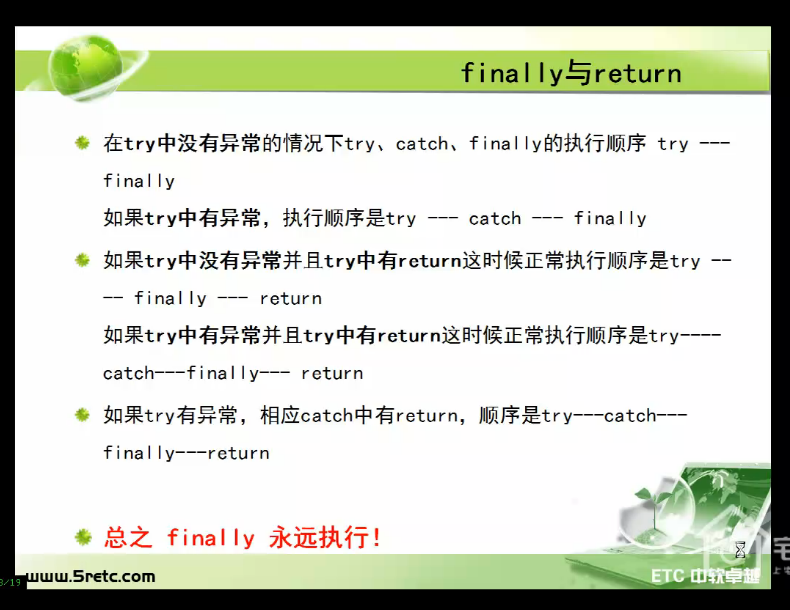 finally与return
在try中没有异常的情况下try、catch、finally的执行顺序 try ---
finally
如果try中有异常，执行顺序是try --- catch --- finally
如果try中没有异常并且try中有return这时候正常执行顺序是try --
-- finally --- return
如果try中有异常并且try中有return这时候正常执行顺序是try----
catch---finally--- return
如果try有异常，相应catch中有return，顺序是try---catch---
finally---return
总之 finally 永远执行!
www.5retc.com
ETC 中软卓越